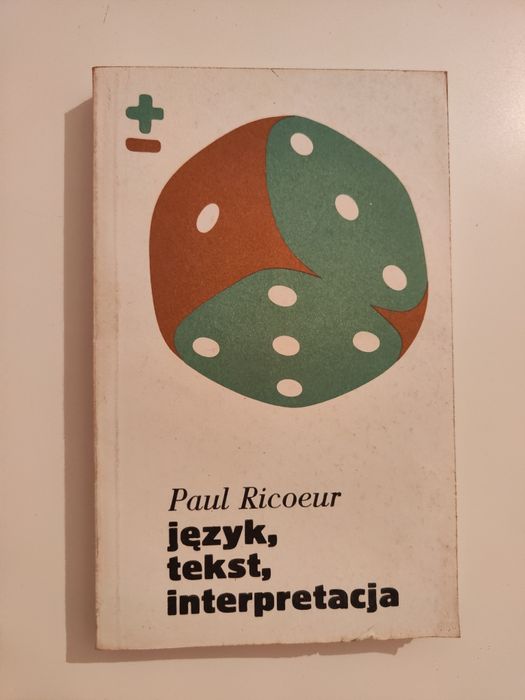 ±
Paul Ricoeur
język,
tekst,
interpretacja